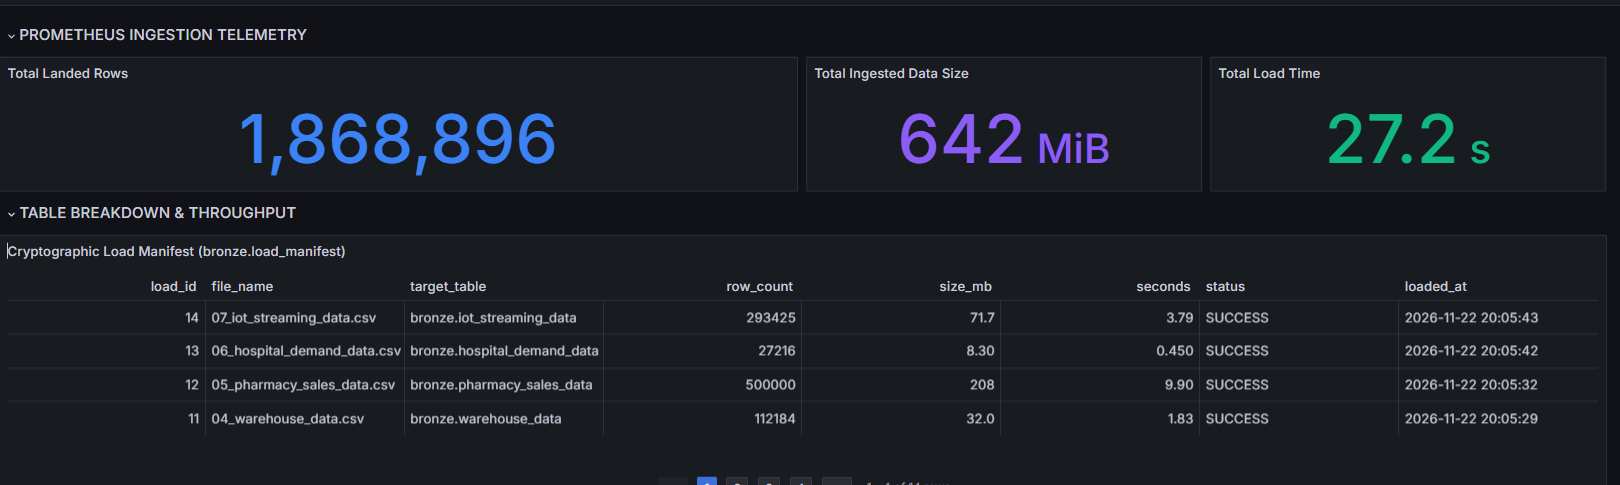 PROMETHEUS INGESTION TELEMETRY
Total Landed Rows
1,868,896
Total Ingested Data Size
642 MiB
Total Load Time
27.2 s
TABLE BREAKDOWN & THROUGHPUT
Cryptographic Load Manifest (bronze.load_manifest)
load_id file_name target_table row_count size_mb seconds status loaded_at
14 07_iot_streaming_data.csv bronze.iot_streaming_data 293425 71.7 3.79 SUCCESS 2026-11-22 20:05:43
13 06_hospital_demand_data.csv bronze.hospital_demand_data 27216 8.30 0.450 SUCCESS 2026-11-22 20:05:42
12 05_pharmacy_sales_data.csv bronze.pharmacy_sales_data 500000 208 9.90 SUCCESS 2026-11-22 20:05:32
11 04_warehouse_data.csv bronze.warehouse_data 112184 32.0 1.83 SUCCESS 2026-11-22 20:05:29